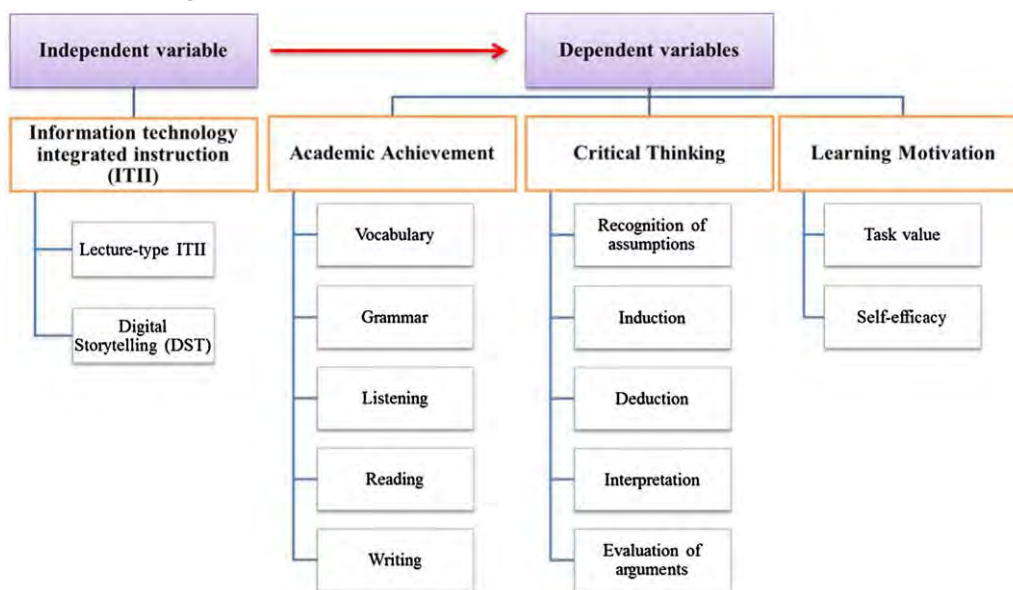 Independent variable
Dependent variables
Information technology
integrated instruction
(ITII)
Academic Achievement
Critical Thinking
Learning Motivation
Lecture-type ITII
Digital
Storytelling (DST)
Vocabulary
Grammar
Listening
Reading
Writing
Recognition of
assumptions
Induction
Deduction
Interpretation
Evaluation of
arguments
Task value
Self-efficacy